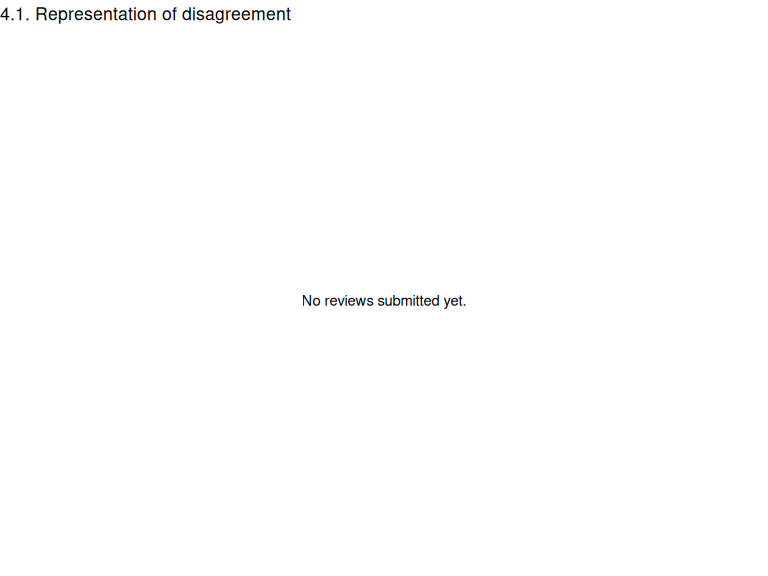 4.1. Representation of disagreement
No reviews submitted yet.